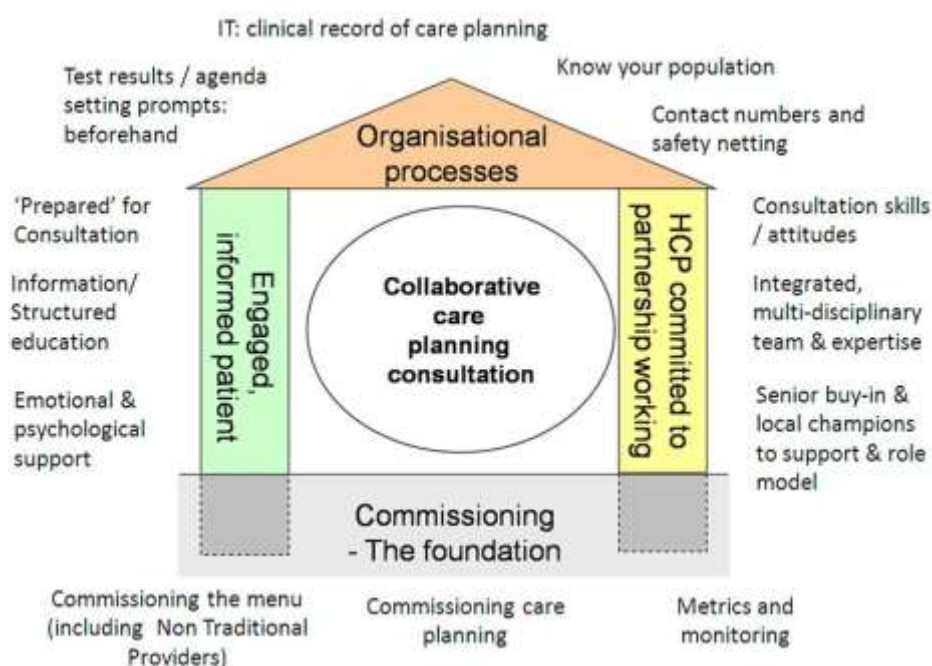 IT: clinical record of care planning
Test results / agenda
setting prompts:
beforehand
Know your population
Contact numbers and
safety netting
Organisational
processes
'Prepared' for
Consultation
Information/
Structured
education
Emotional &
psychological
support
Engaged,
informed patient
Collaborative
care
planning
consultation
HCP committed to
partnership working
Consultation skills
/ attitudes
Integrated,
multi-disciplinary
team & expertise
Senior buy-in &
local champions
to support & role
model
Commissioning
- The foundation
Commissioning the menu
(including Non Traditional
Providers)
Commissioning care
planning
Metrics and
monitoring